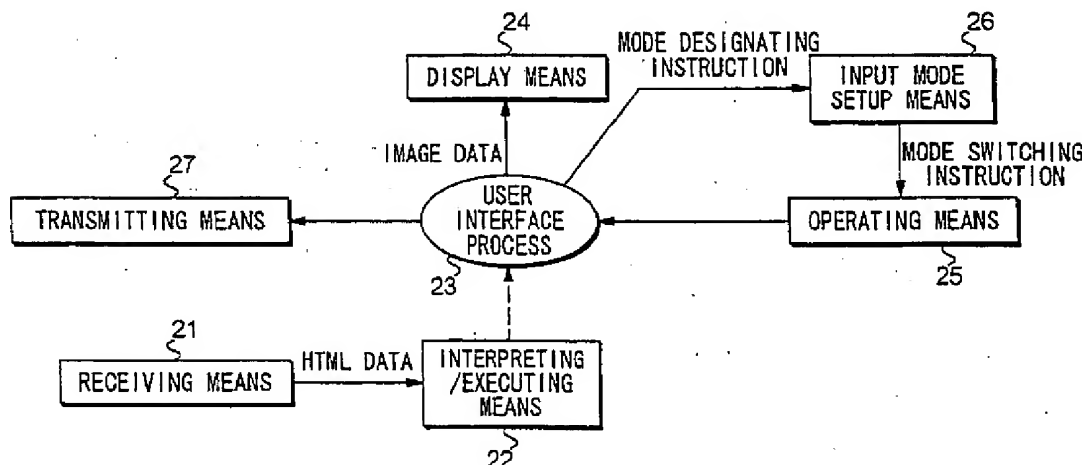 24
DISPLAY MEANS
MODE DESIGNATING
INSTRUCTION
26
INPUT MODE
SETUP MEANS
IMAGE DATA
MODE SWITCHING
INSTRUCTION
27
TRANSMITTING MEANS
USER
INTERFACE
PROCESS
23
OPERATING MEANS
25
21
RECEIVING MEANS
HTML DATA
INTERPRETING
/EXECUTING
MEANS
22